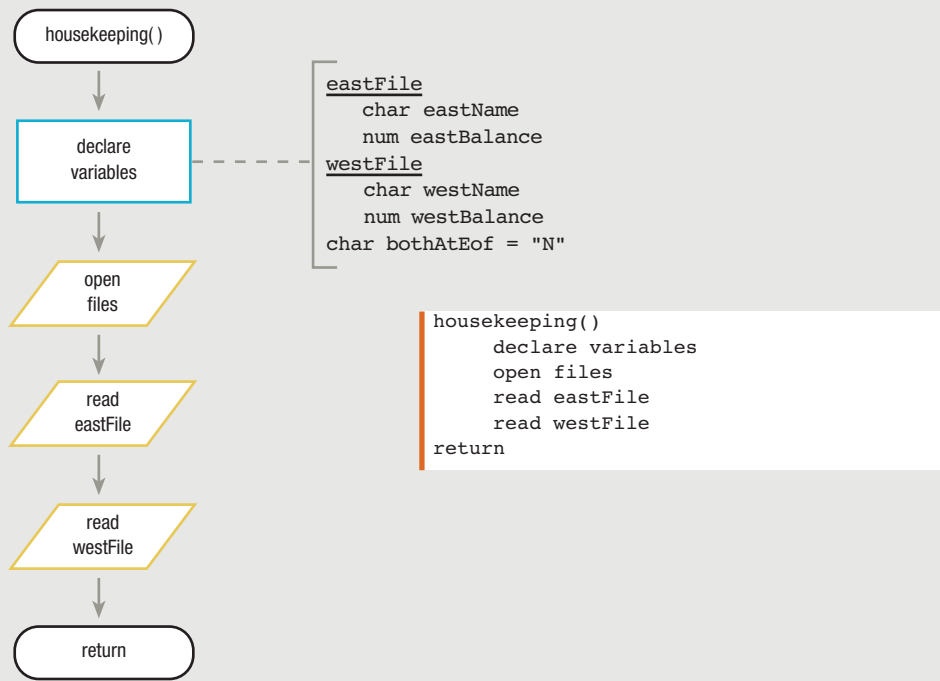 housekeeping( )
declare
variables
eastFile
char eastName
num eastBalance
westFile
char westName
num westBalance
char bothAtEof = "N"
open
files
read
eastFile
read
westFile
return
housekeeping()
declare variables
open files
read eastFile
read westFile
return